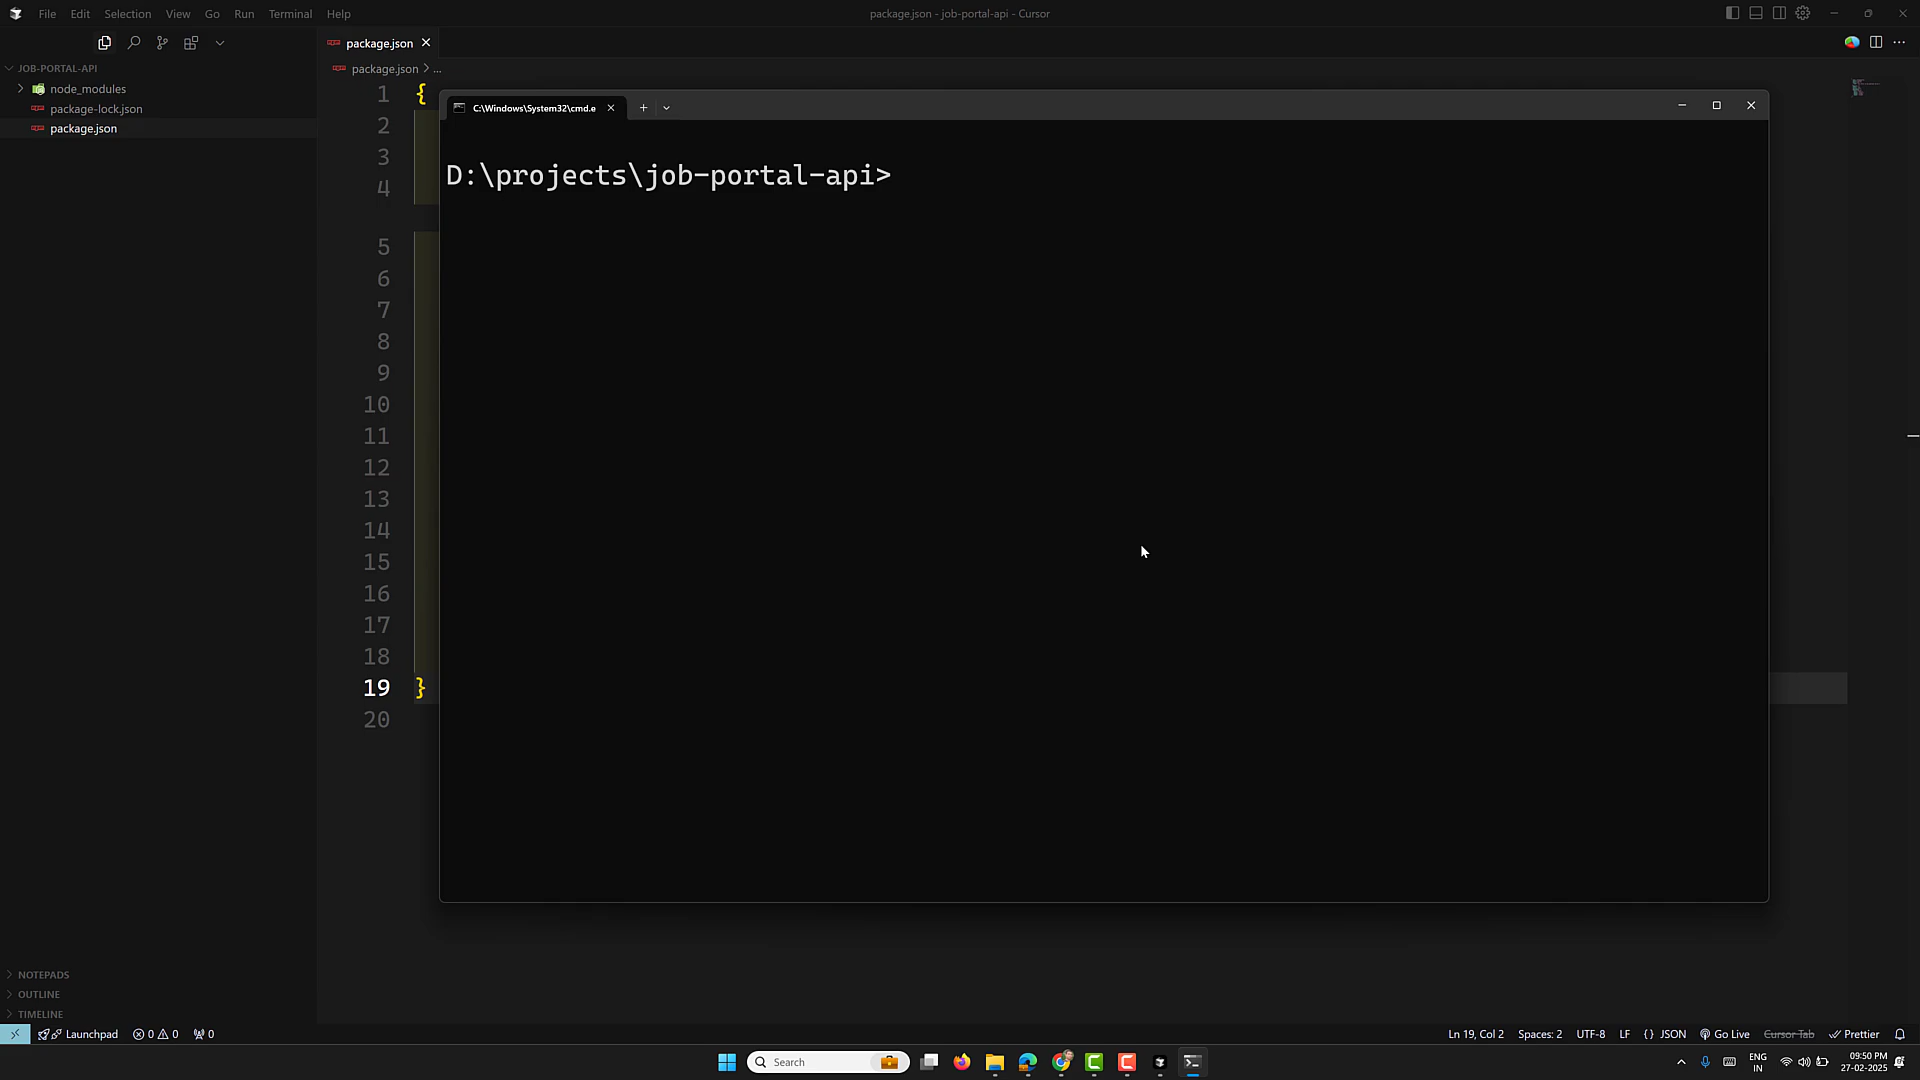 File Edit Selection View Go Run Terminal Help
package.json - job-portal-api - Cursor
JOB-PORTAL-API
node_modules
package-lock.json
package.json
package.json
package.json > ...
1 {
2
3
4
5
6
7
8
9
10
11
12
13
14
15
16
17
18
19 }
20
C:\Windows\System32\cmd.e
D:\projects\job-portal-api>
NOTEPADS
OUTLINE
TIMELINE
Launchpad 0 0 0
Ln 19, Col 2 Spaces: 2 UTF-8 LF {} JSON Go Live Cursor Tab Prettier
Search
ENG
IN
09:50 PM
27-02-2025